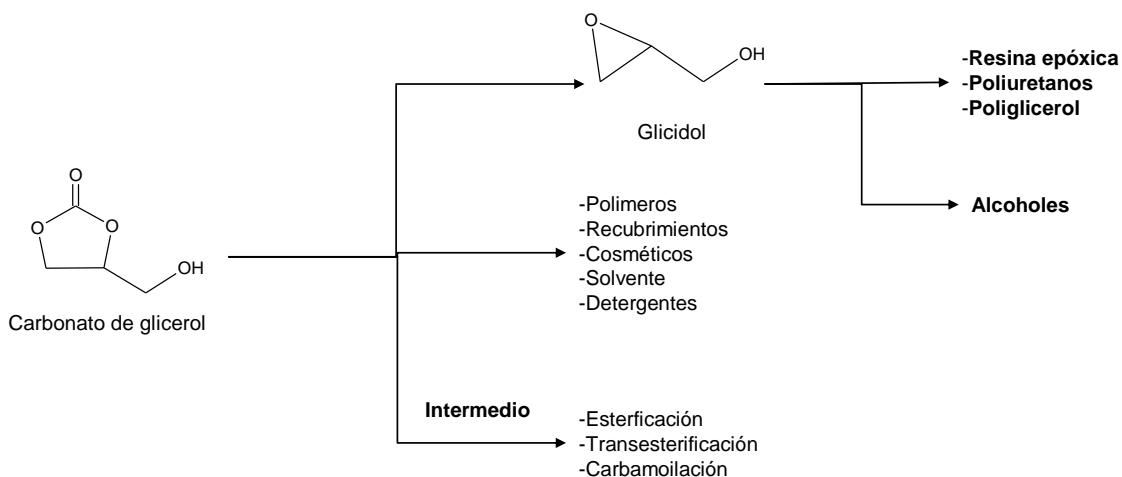 O
OH
Glicidol
-Resina epóxica
-Poliuretanos
-Poliglicerol
Alcoholes
O
O
O
OH
Carbonato de glicerol
-Polimeros
-Recubrimientos
-Cosméticos
-Solvente
-Detergentes
Intermedio
-Esterficación
-Transesterificación
-Carbamoilación